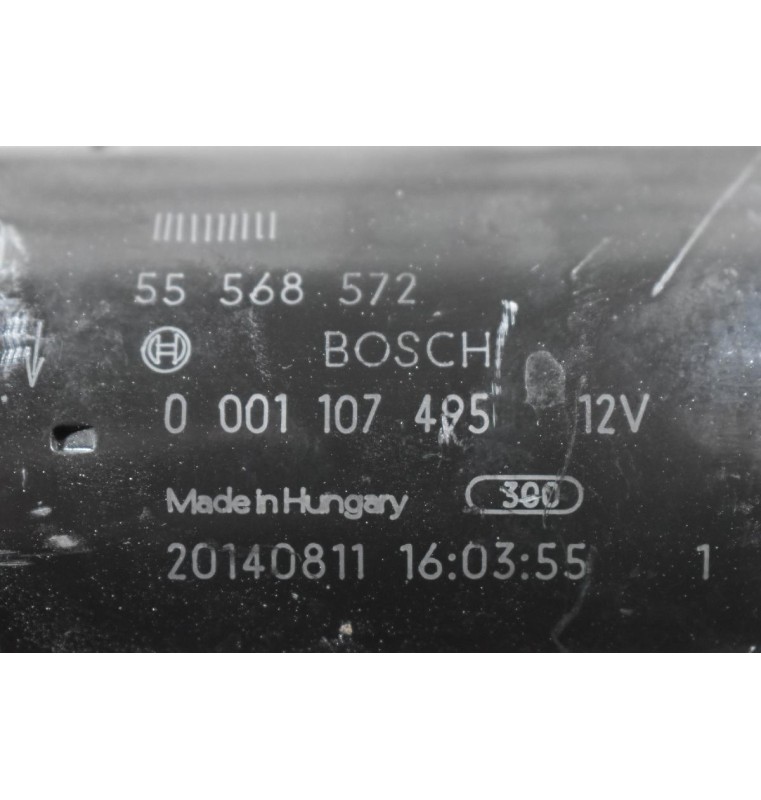 55 568 572
BOSCH
0 001 107 495 12V
Made in Hungary 300
20140811 16:03:55 1